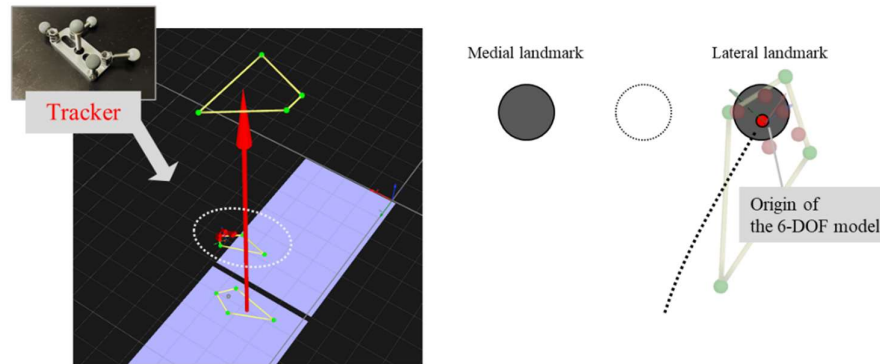 Tracker
Medial landmark
Lateral landmark
Origin of
the 6-DOF model